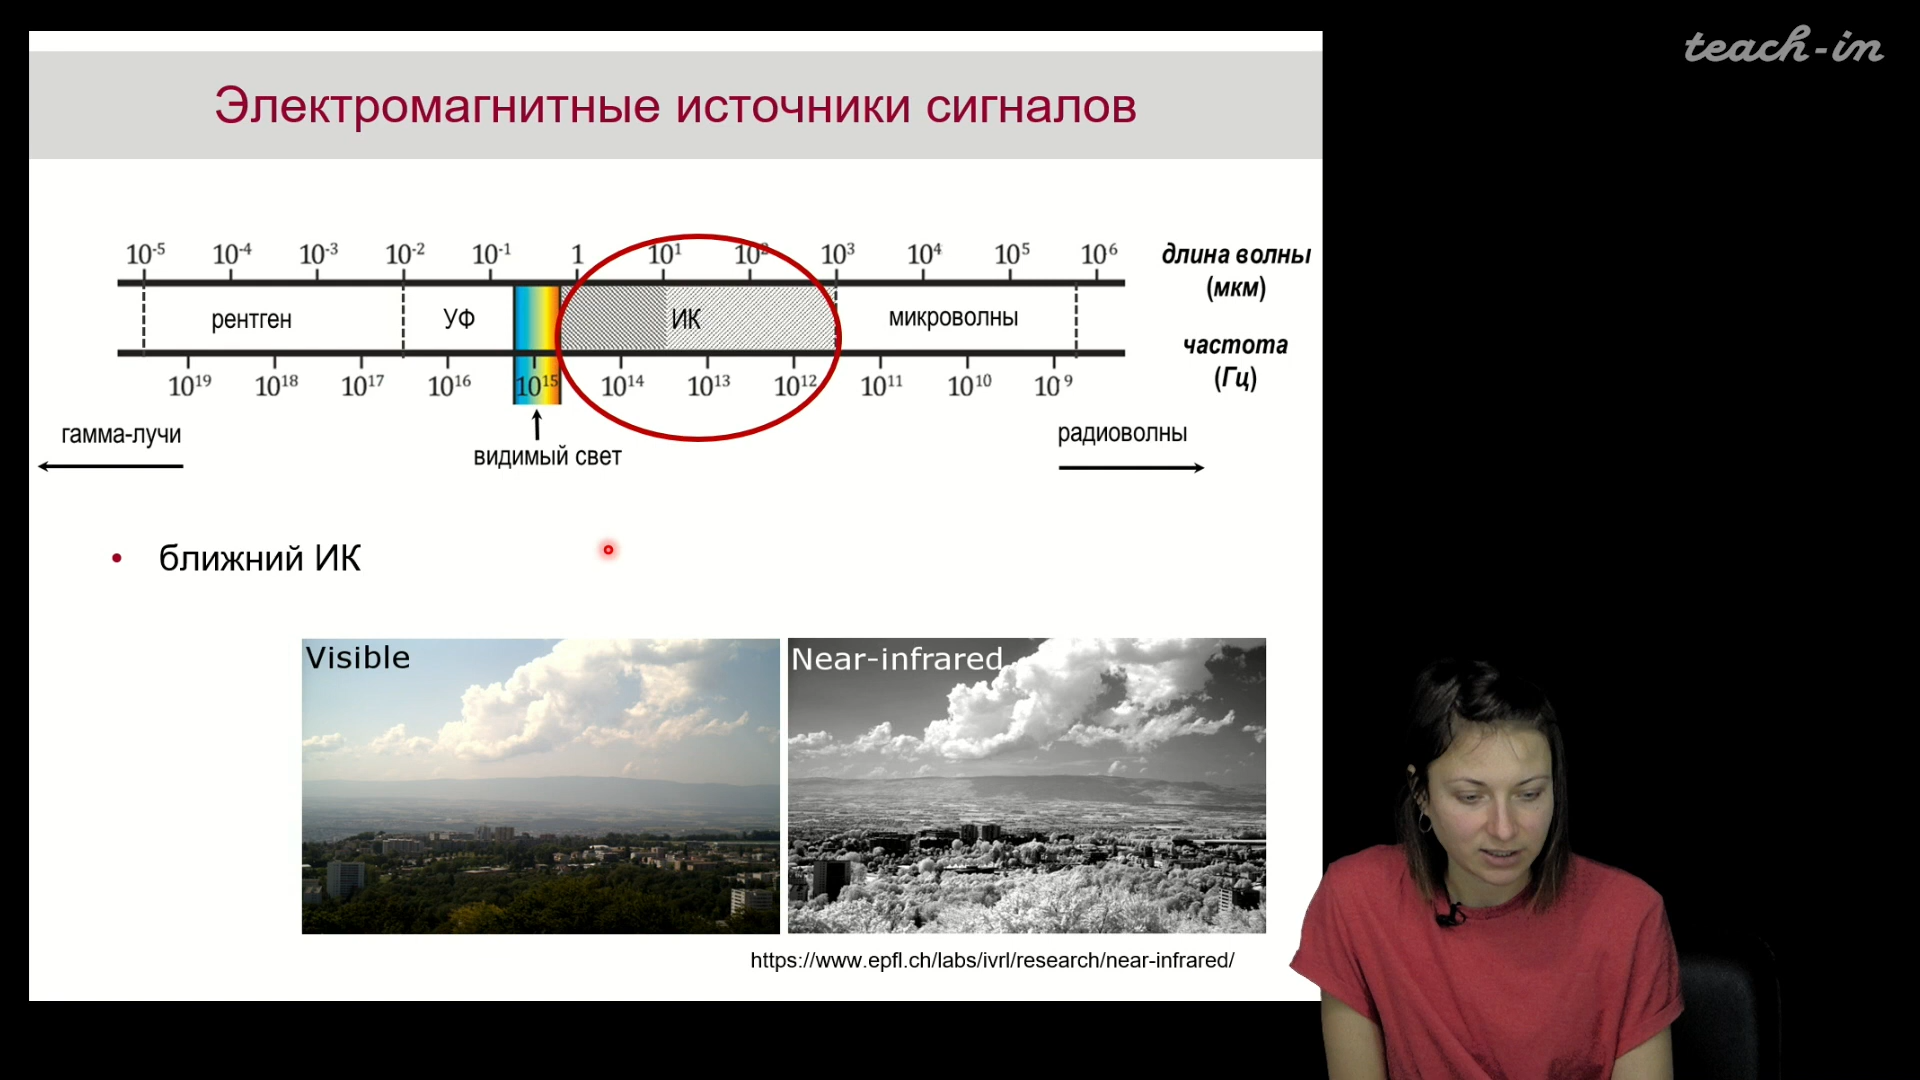 teach-in
Электромагнитные источники сигналов
10-5 10-4 10-3 10-2 10-1 1 10¹ 10² 10³ 10⁴ 10⁵ 10⁶
длина волны
(мкм)
рентген УФ ИК микроволны
частота
(Гц)
10¹⁹ 10¹⁸ 10¹⁷ 10¹⁶ 10¹⁵ 10¹⁴ 10¹³ 10¹² 10¹¹ 10¹⁰ 10⁹
гамма-лучи
видимый свет
радиоволны
• ближний ИК
Visible
Near-infrared
https://www.epfl.ch/labs/ivrl/research/near-infrared/